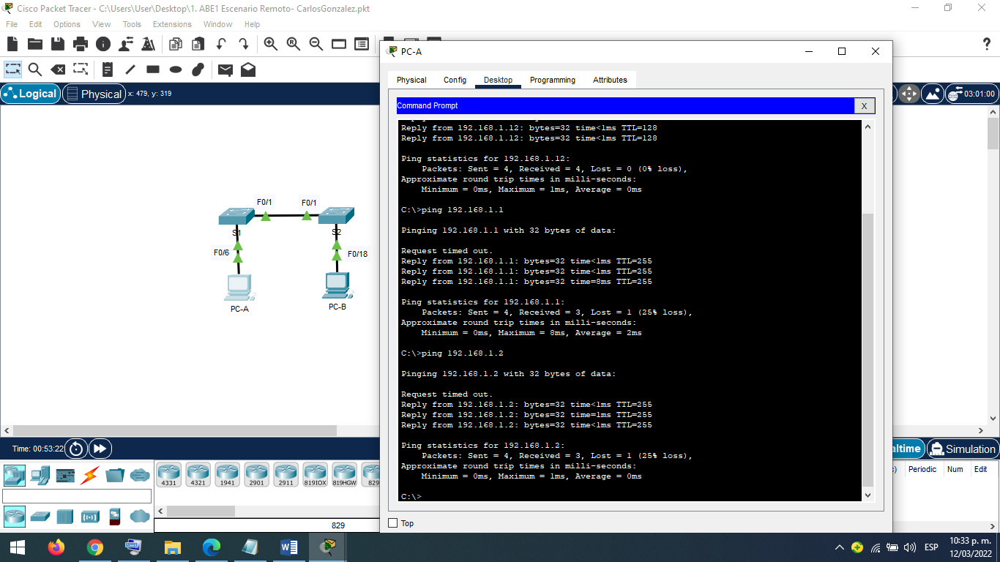 Cisco Packet Tracer - C:\Users\User\Desktop\1. ABE1 Escenario Remoto- CarlosGonzalez.pkt
File Edit Options View Tools Extensions Window Help
Logical Physical x: 479, y: 319
03:01:00
F0/1 F0/1
S1 S2
F0/6 F0/18
PC-A PC-B
PC-A
Physical Config Desktop Programming Attributes
Command Prompt X
Reply from 192.168.1.12: bytes=32 time<1ms TTL=128
Reply from 192.168.1.12: bytes=32 time<1ms TTL=128
Ping statistics for 192.168.1.12:
Packets: Sent = 4, Received = 4, Lost = 0 (0% loss),
Approximate round trip times in milli-seconds:
Minimum = 0ms, Maximum = 1ms, Average = 0ms
C:\>ping 192.168.1.1
Pinging 192.168.1.1 with 32 bytes of data:
Request timed out.
Reply from 192.168.1.1: bytes=32 time<1ms TTL=255
Reply from 192.168.1.1: bytes=32 time<1ms TTL=255
Reply from 192.168.1.1: bytes=32 time=8ms TTL=255
Ping statistics for 192.168.1.1:
Packets: Sent = 4, Received = 3, Lost = 1 (25% loss),
Approximate round trip times in milli-seconds:
Minimum = 0ms, Maximum = 8ms, Average = 2ms
C:\>ping 192.168.1.2
Pinging 192.168.1.2 with 32 bytes of data:
Request timed out.
Reply from 192.168.1.2: bytes=32 time<1ms TTL=255
Reply from 192.168.1.2: bytes=32 time=1ms TTL=255
Reply from 192.168.1.2: bytes=32 time<1ms TTL=255
Ping statistics for 192.168.1.2:
Packets: Sent = 4, Received = 3, Lost = 1 (25% loss),
Approximate round trip times in milli-seconds:
Minimum = 0ms, Maximum = 1ms, Average = 0ms
C:\>
Top
Time: 00:53:22
altime Simulation
Periodic Num Edit
4331 4321 1941 2901 2911 819IOX 819HGW 829
829
ESP
10:33 p. m.
12/03/2022